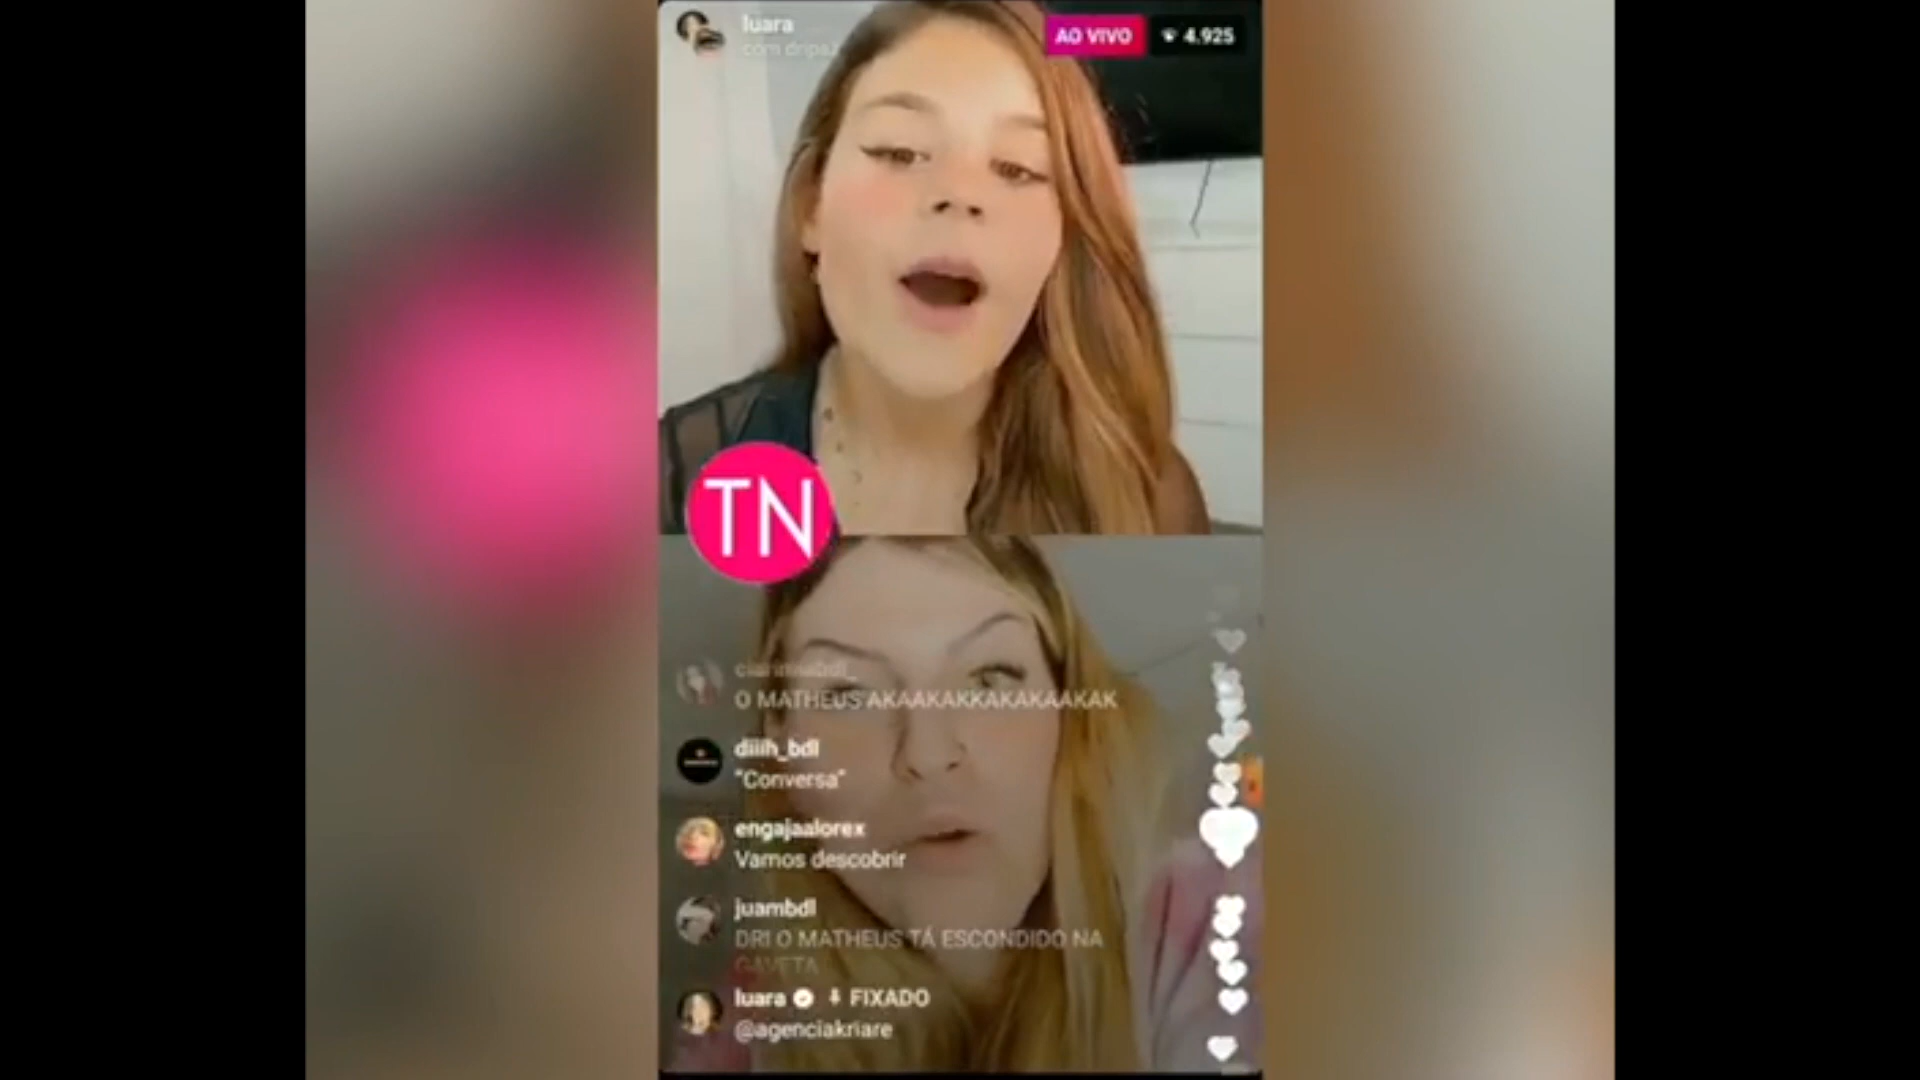 luara
AO VIVO
4.925
TN
O MATHEUS AKAAKAKKAKAKAAKAK
diiih_bdl
"Conversa"
engajaalorex
Vamos descobrir
juambdl
DRI O MATHEUS TÁ ESCONDIDO NA
GAVETA
luara FIXADO
@agenciakriare